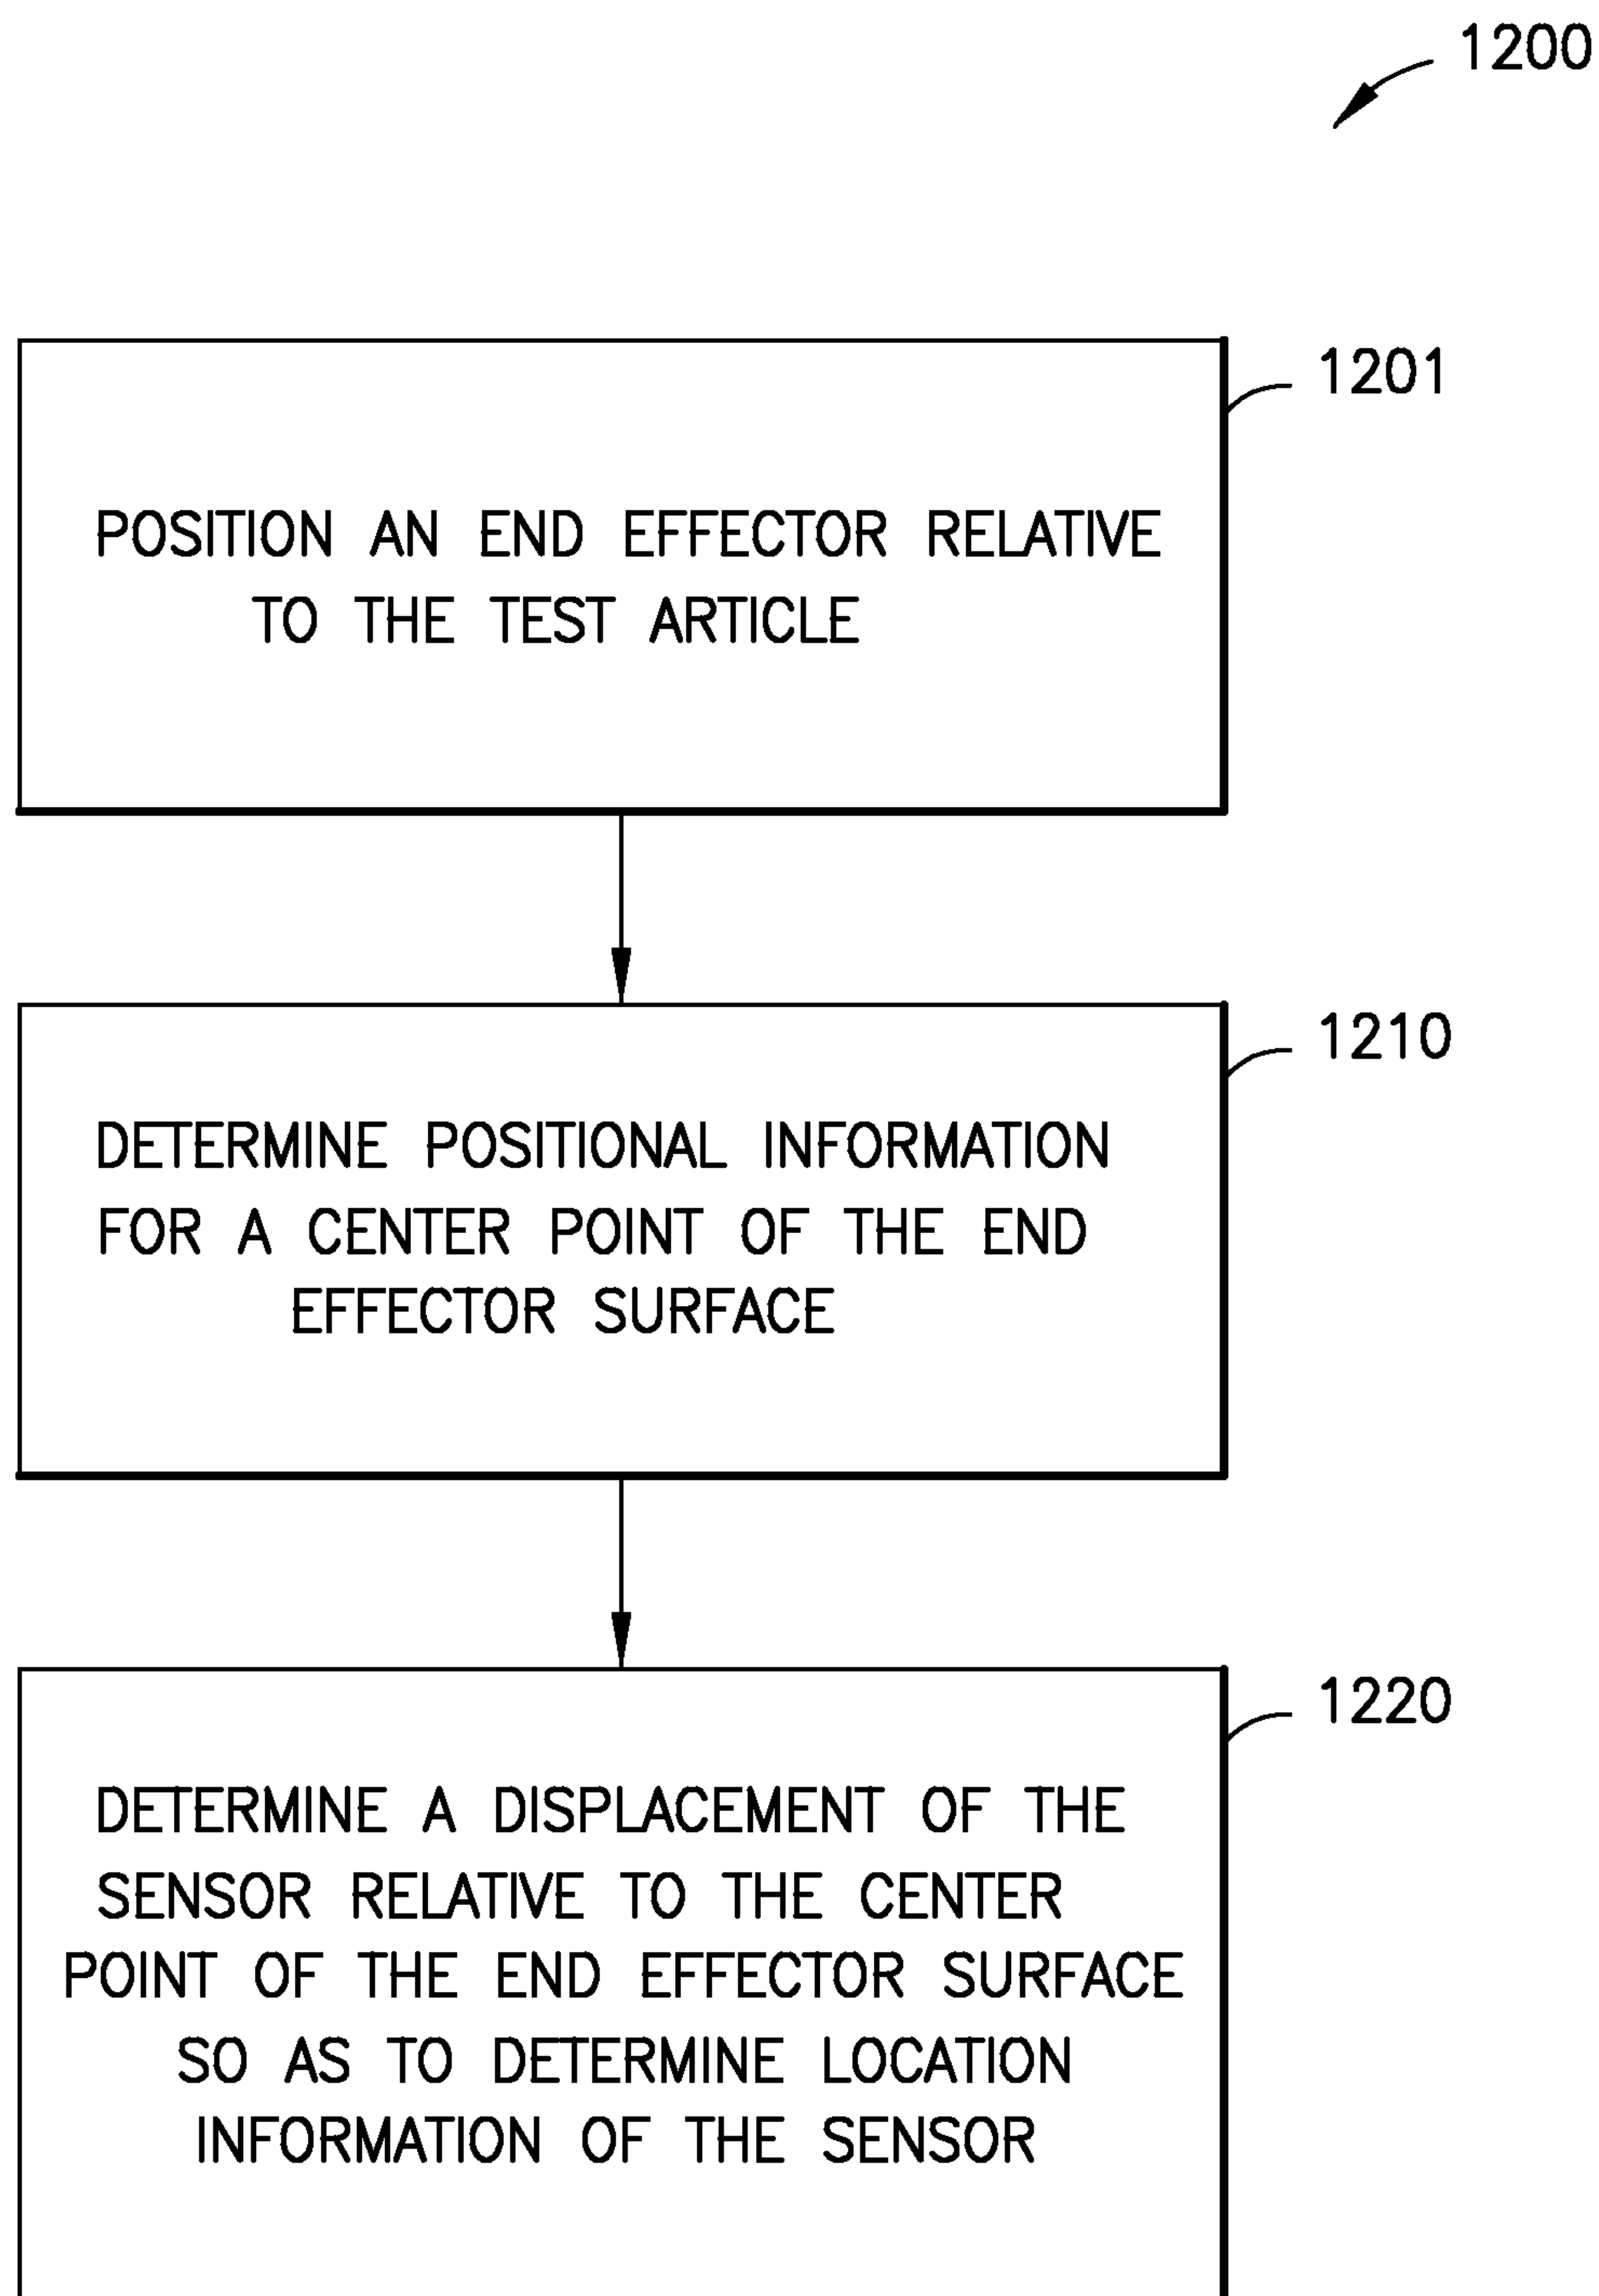 1200
1201
POSITION AN END EFFECTOR RELATIVE
TO THE TEST ARTICLE
1210
DETERMINE POSITIONAL INFORMATION
FOR A CENTER POINT OF THE END
EFFECTOR SURFACE
1220
DETERMINE A DISPLACEMENT OF THE
SENSOR RELATIVE TO THE CENTER
POINT OF THE END EFFECTOR SURFACE
SO AS TO DETERMINE LOCATION
INFORMATION OF THE SENSOR